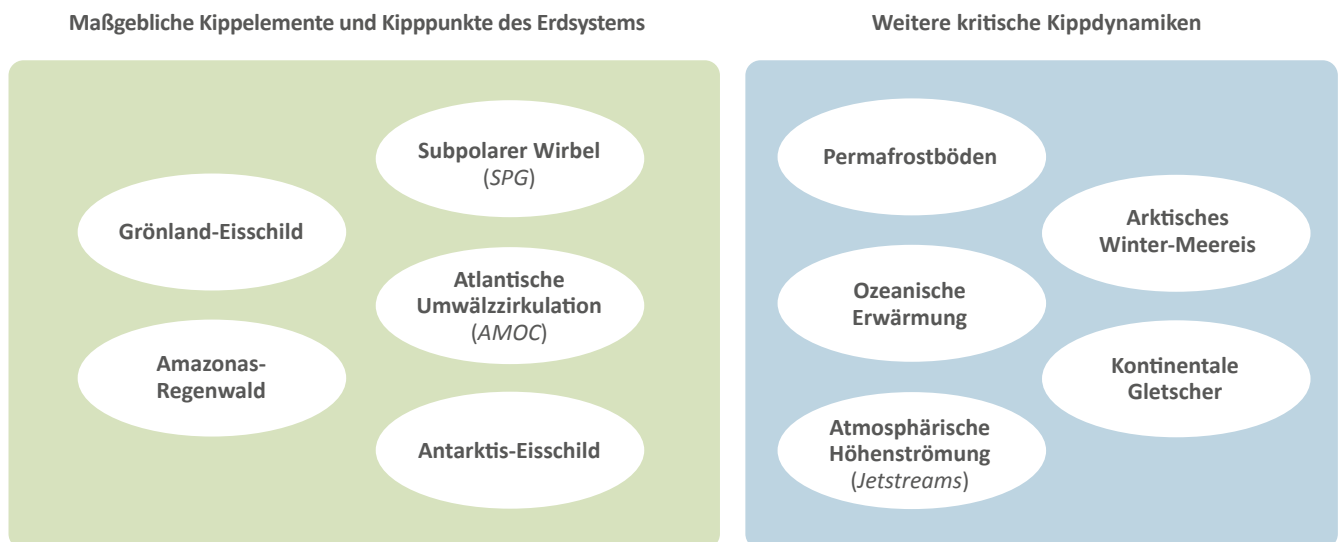 Maßgebliche Kippelemente und Kipppunkte des Erdsystems
Subpolarer Wirbel
(SPG)
Grönland-Eisschild
Atlantische
Umwälzzirkulation
(AMOC)
Amazonas-
Regenwald
Antarktis-Eisschild
Weitere kritische Kippdynamiken
Permafrostböden
Arktisches
Winter-Meereis
Ozeanische
Erwärmung
Kontinentale
Gletscher
Atmosphärische
Höhenströmung
(Jetstreams)